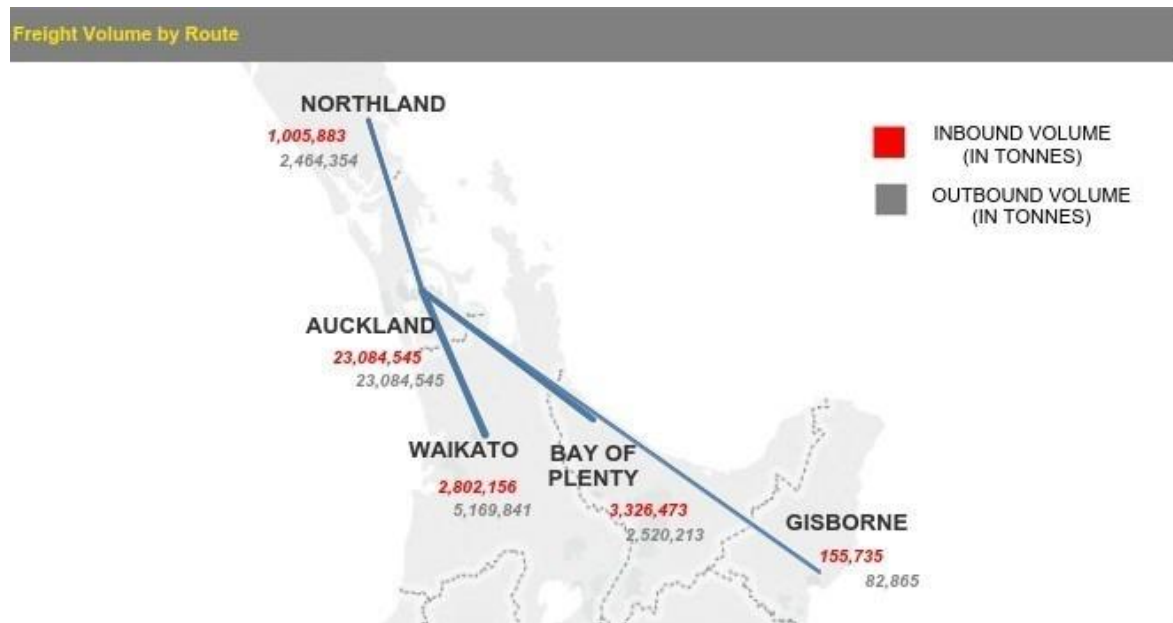 Freight Volume by Route
NORTHLAND
1,005,883
2,464,354
INBOUND VOLUME
(IN TONNES)
OUTBOUND VOLUME
(IN TONNES)
AUCKLAND
23,084,545
23,084,545
WAIKATO
2,802,156
5,169,841
BAY OF
PLENTY
3,326,473
2,520,213
GISBORNE
155,735
82,865